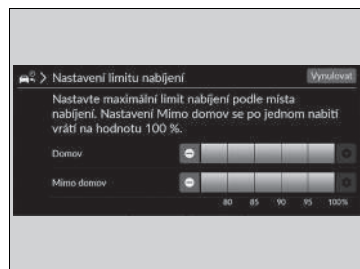 Nastavení limitu nabíjení
Vynulovat
Nastavte maximální limit nabíjení podle místa
nabíjení. Nastavení Mimo domov se po jednom nabití
vrátí na hodnotu 100 %.
Domov
Mimo domov
80 85 90 95 100%